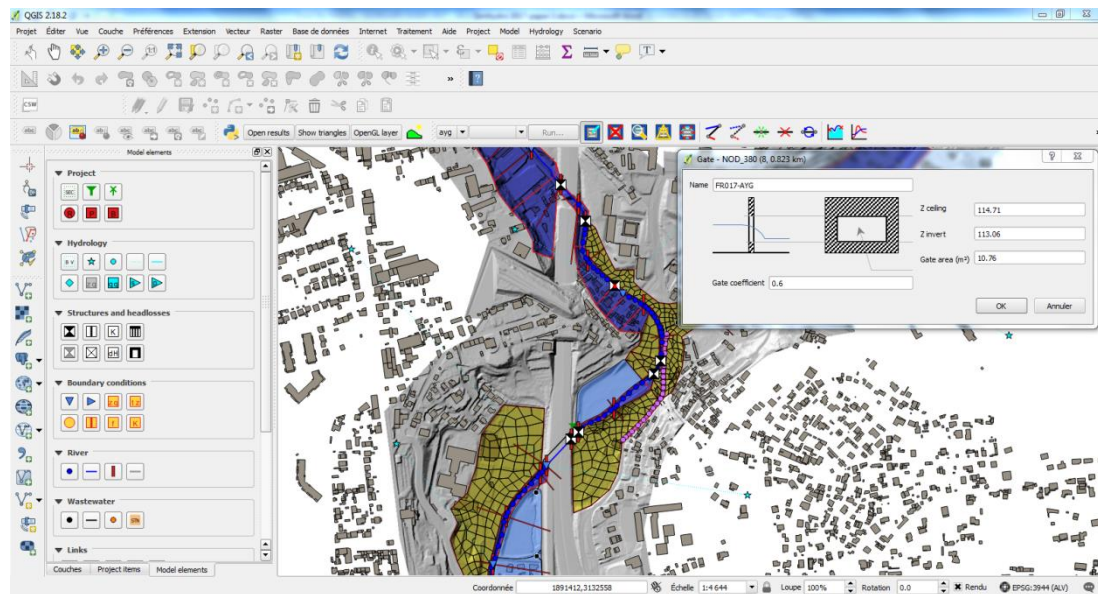 QGIS 2.18.2
Projet Éditer Vue Couche Préférences Extension Vecteur Raster Base de données Internet Traitement Aide Project Model Hydrology Scenario
CSW
Open results Show triangles OpenGL layer ayg Run...
Model elements
Project
Hydrology
Structures and headlosses
Boundary conditions
River
Wastewater
Links
Couches Project items Model elements
Gate - NOD_380 (8, 0.823 km)
Name FR017-AYG
Z ceiling 114.71
Z invert 113.06
Gate area (m²) 10.76
Gate coefficient 0.6
OK Annuler
Coordonnée 1891412,3132558 Échelle 1:4 644 Loupe 100% Rotation 0.0 Rendu EPSG:3944 (ALV)